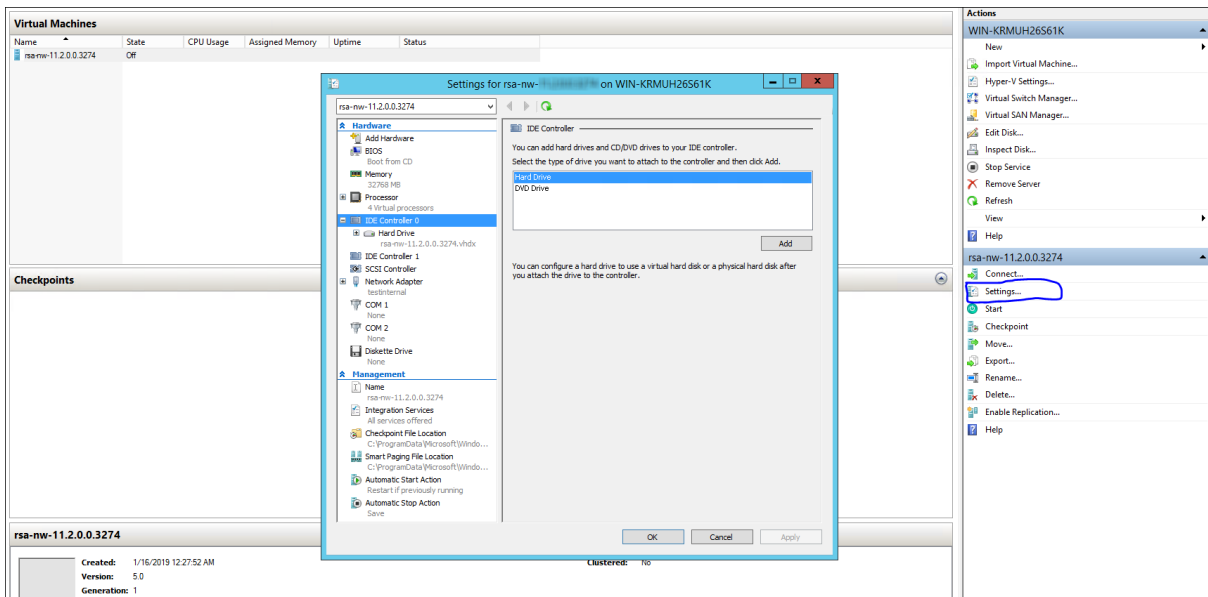 Virtual Machines
Name State CPU Usage Assigned Memory Uptime Status
rsa-nw-11.2.0.0.3274 Off
Checkpoints
rsa-nw-11.2.0.0.3274
Created: 1/16/2019 12:27:52 AM
Version: 5.0
Generation: 1
Clustered: No
Settings for rsa-nw- on WIN-KRMUH26S61K
rsa-nw-11.2.0.0.3274
Hardware
Add Hardware
BIOS
Boot from CD
Memory
32768 MB
Processor
4 Virtual processors
IDE Controller 0
Hard Drive
rsa-nw-11.2.0.0.3274.vhdx
IDE Controller 1
SCSI Controller
Network Adapter
testinternal
COM 1
None
COM 2
None
Diskette Drive
None
Management
Name
rsa-nw-11.2.0.0.3274
Integration Services
All services offered
Checkpoint File Location
C:\ProgramData\Microsoft\Windo...
Smart Paging File Location
C:\ProgramData\Microsoft\Windo...
Automatic Start Action
Restart if previously running
Automatic Stop Action
Save
IDE Controller
You can add hard drives and CD/DVD drives to your IDE controller.
Select the type of drive you want to attach to the controller and then click Add.
Hard Drive
DVD Drive
Add
You can configure a hard drive to use a virtual hard disk or a physical hard disk after
you attach the drive to the controller.
OK Cancel Apply
Actions
WIN-KRMUH26S61K
New
Import Virtual Machine...
Hyper-V Settings...
Virtual Switch Manager...
Virtual SAN Manager...
Edit Disk...
Inspect Disk...
Stop Service
Remove Server
Refresh
View
Help
rsa-nw-11.2.0.0.3274
Connect...
Settings...
Start
Checkpoint
Move...
Export...
Rename...
Delete...
Enable Replication...
Help